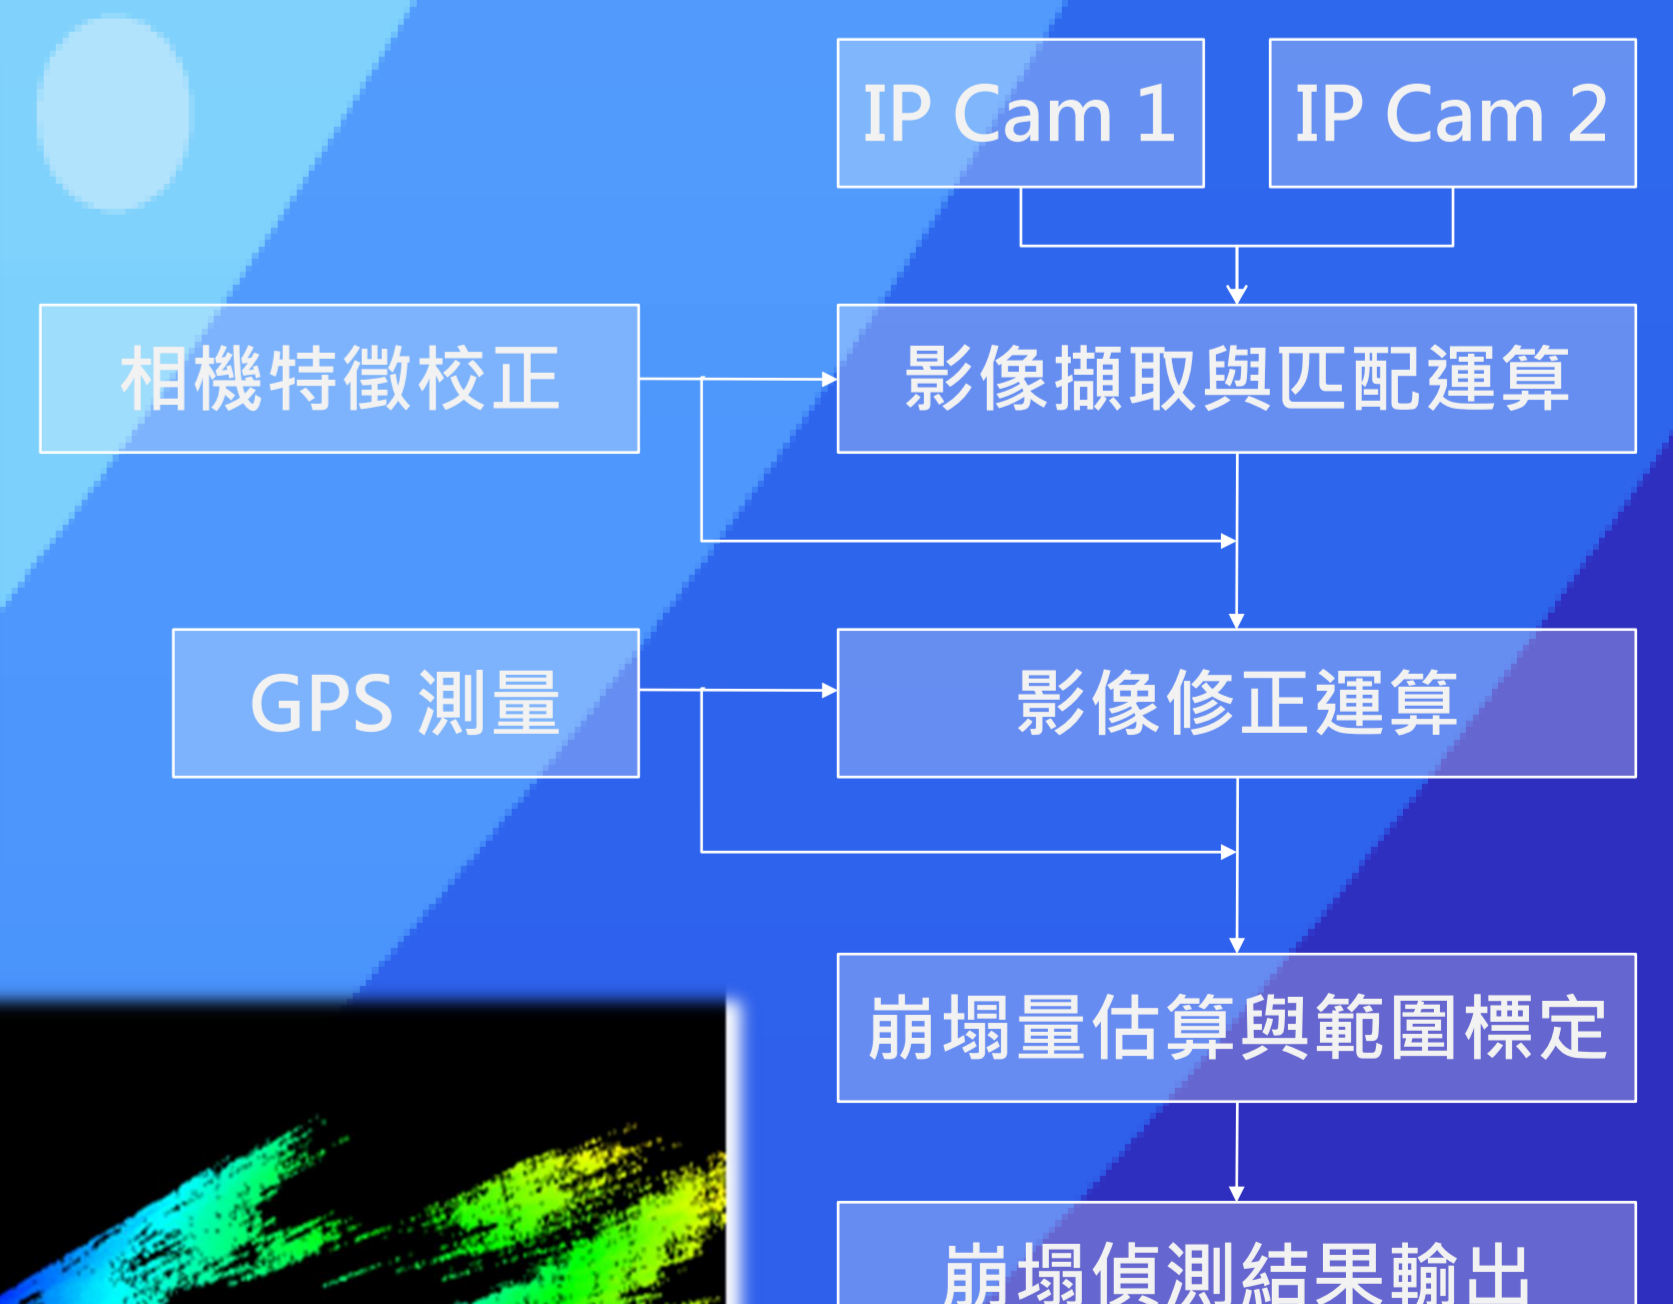 IP Cam 1
IP Cam 2
相機特徵校正
影像擷取與匹配運算
GPS 測量
影像修正運算
崩塌量估算與範圍標定
崩塌偵測結果輸出